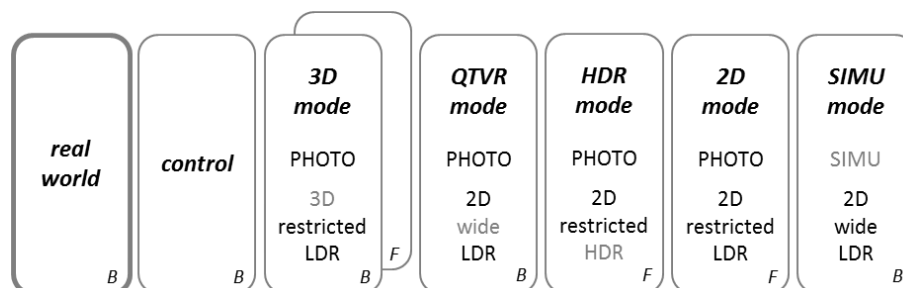 real
world
B
control
B
3D
mode
PHOTO
3D
restricted
LDR
B
F
QTVR
mode
PHOTO
2D
wide
LDR
B
HDR
mode
PHOTO
2D
restricted
HDR
F
2D
mode
PHOTO
2D
restricted
LDR
F
SIMU
mode
SIMU
2D
wide
LDR
B